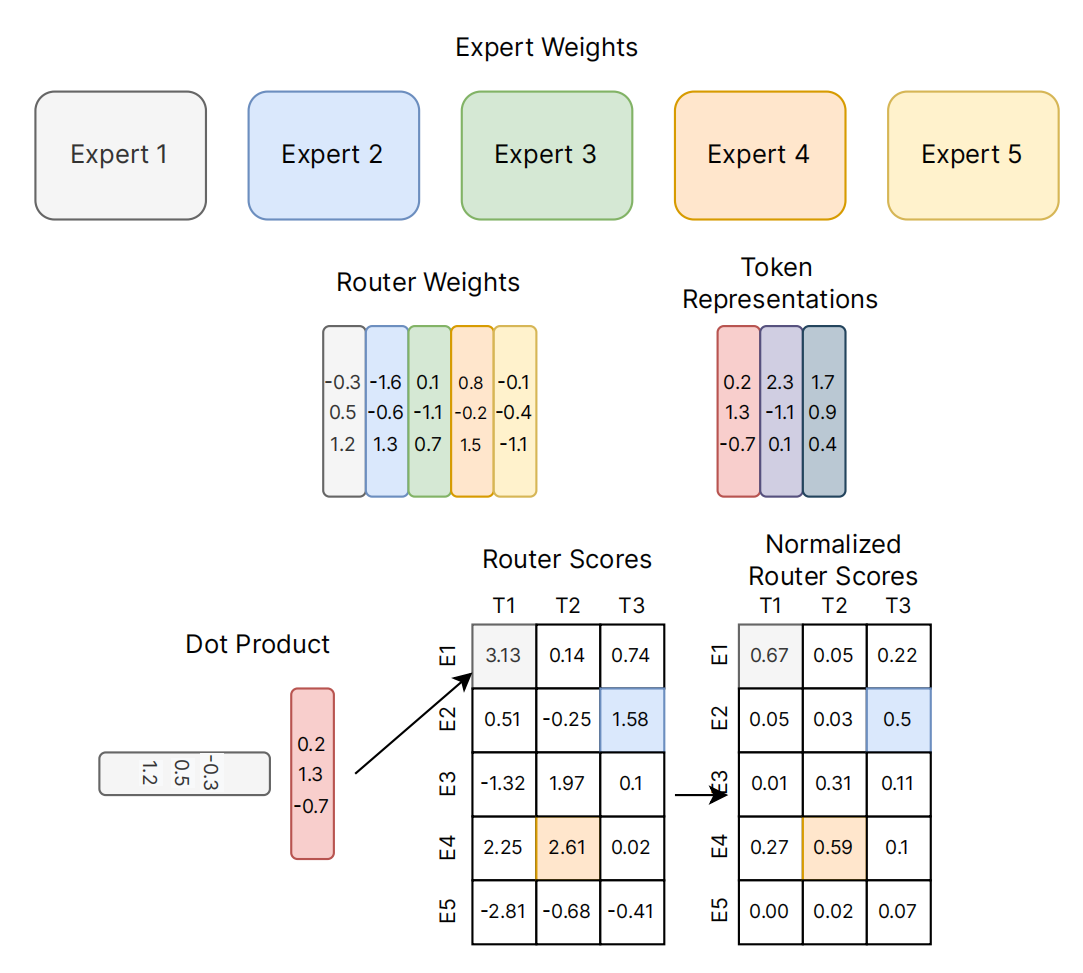 Expert Weights
Expert 1
Expert 2
Expert 3
Expert 4
Expert 5
Router Weights
-0.3 -1.6 0.1 0.8 -0.1
0.5 -0.6 -1.1 -0.2 -0.4
1.2 1.3 0.7 1.5 -1.1
Token
Representations
0.2 2.3 1.7
1.3 -1.1 0.9
-0.7 0.1 0.4
Dot Product
1.2 0.5 -0.3
0.2
1.3
-0.7
Router Scores
T1 T2 T3
E1 3.13 0.14 0.74
E2 0.51 -0.25 1.58
E3 -1.32 1.97 0.1
E4 2.25 2.61 0.02
E5 -2.81 -0.68 -0.41
Normalized
Router Scores
T1 T2 T3
E1 0.67 0.05 0.22
E2 0.05 0.03 0.5
E3 0.01 0.31 0.11
E4 0.27 0.59 0.1
E5 0.00 0.02 0.07